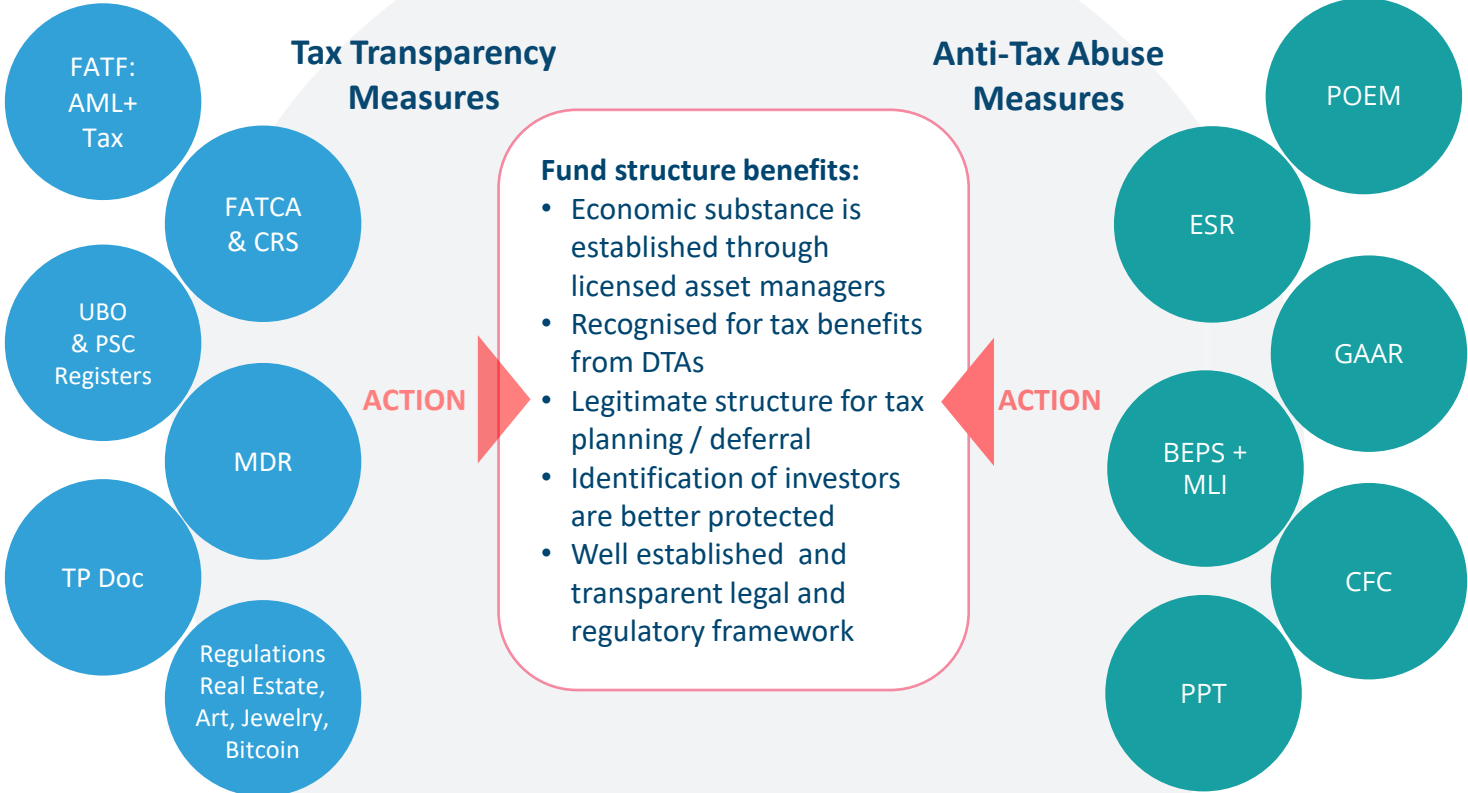 Tax Transparency
Measures
FATF:
AML+
Tax
FATCA
& CRS
UBO
& PSC
Registers
MDR
TP Doc
Regulations
Real Estate,
Art, Jewelry,
Bitcoin
ACTION
Fund structure benefits:
• Economic substance is
established through
licensed asset managers
• Recognised for tax benefits
from DTAs
• Legitimate structure for tax
planning / deferral
• Identification of investors
are better protected
• Well established  and
transparent legal and
regulatory framework
ACTION
Anti-Tax Abuse
Measures
POEM
ESR
GAAR
BEPS +
MLI
CFC
PPT